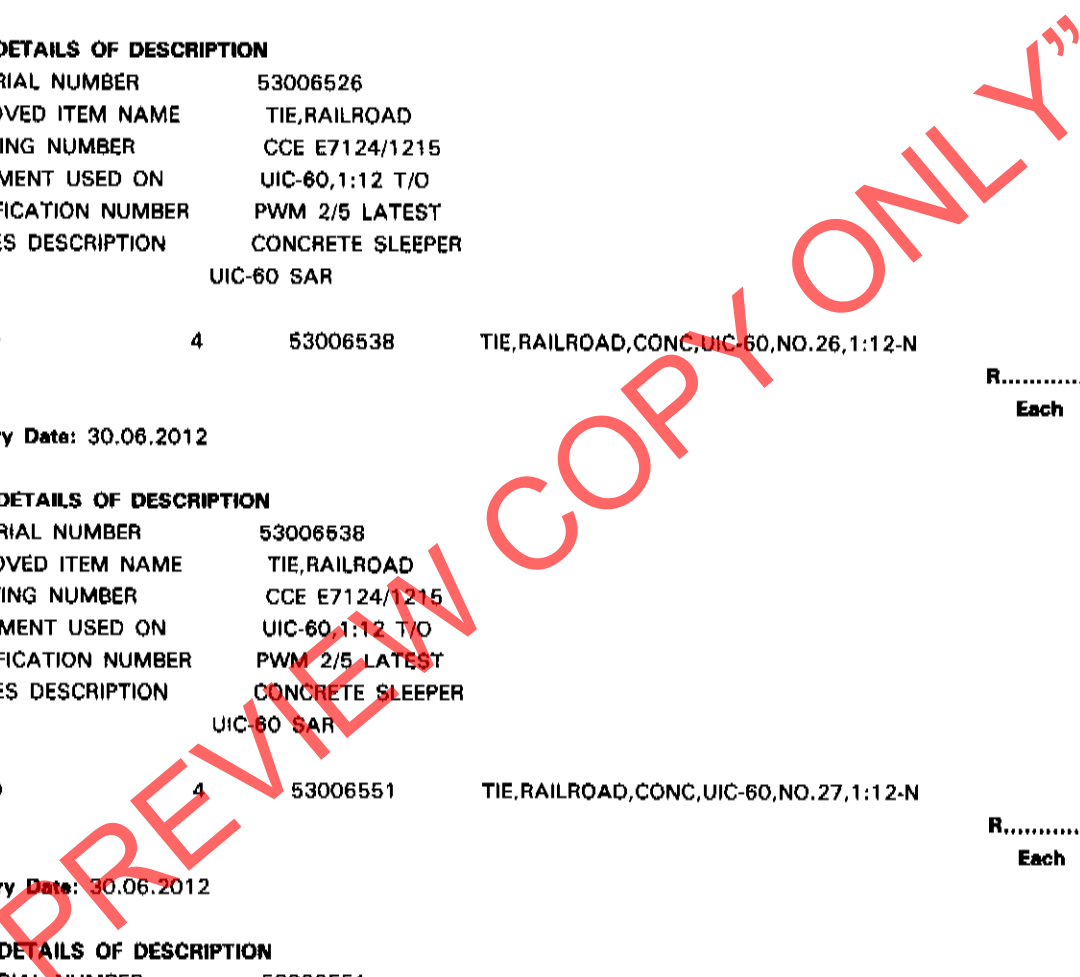 DETAILS OF DESCRIPTION
RIAL NUMBER 53006526
OVED ITEM NAME TIE,RAILROAD
ING NUMBER CCE E7124/1215
MENT USED ON UIC-60,1:12 T/O
FICATION NUMBER PWM 2/5 LATEST
ES DESCRIPTION CONCRETE SLEEPER
UIC-60 SAR
4 53006538 TIE,RAILROAD,CONC,UIC-60,NO.26,1:12-N
R............
Each
ry Date: 30.06.2012
DETAILS OF DESCRIPTION
RIAL NUMBER 53006538
OVED ITEM NAME TIE,RAILROAD
ING NUMBER CCE E7124/1215
MENT USED ON UIC-60,1:12 T/O
FICATION NUMBER PWM 2/5 LATEST
ES DESCRIPTION CONCRETE SLEEPER
UIC-60 SAR
4 53006551 TIE,RAILROAD,CONC,UIC-60,NO.27,1:12-N
R............
Each
ry Date: 30.06.2012
DETAILS OF DESCRIPTION
PREVIEW COPY ONLY”